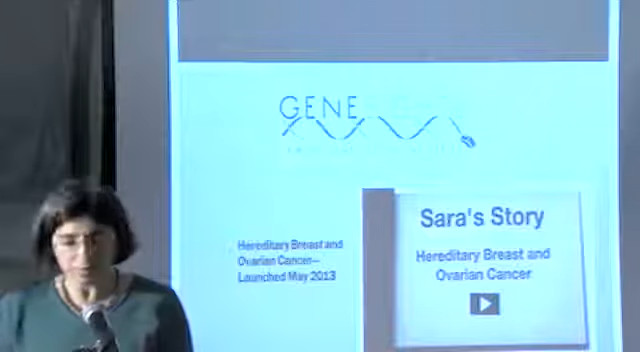 GENE
Hereditary Breast and
Ovarian Cancer—
Launched May 2013
Sara's Story
Hereditary Breast and
Ovarian Cancer